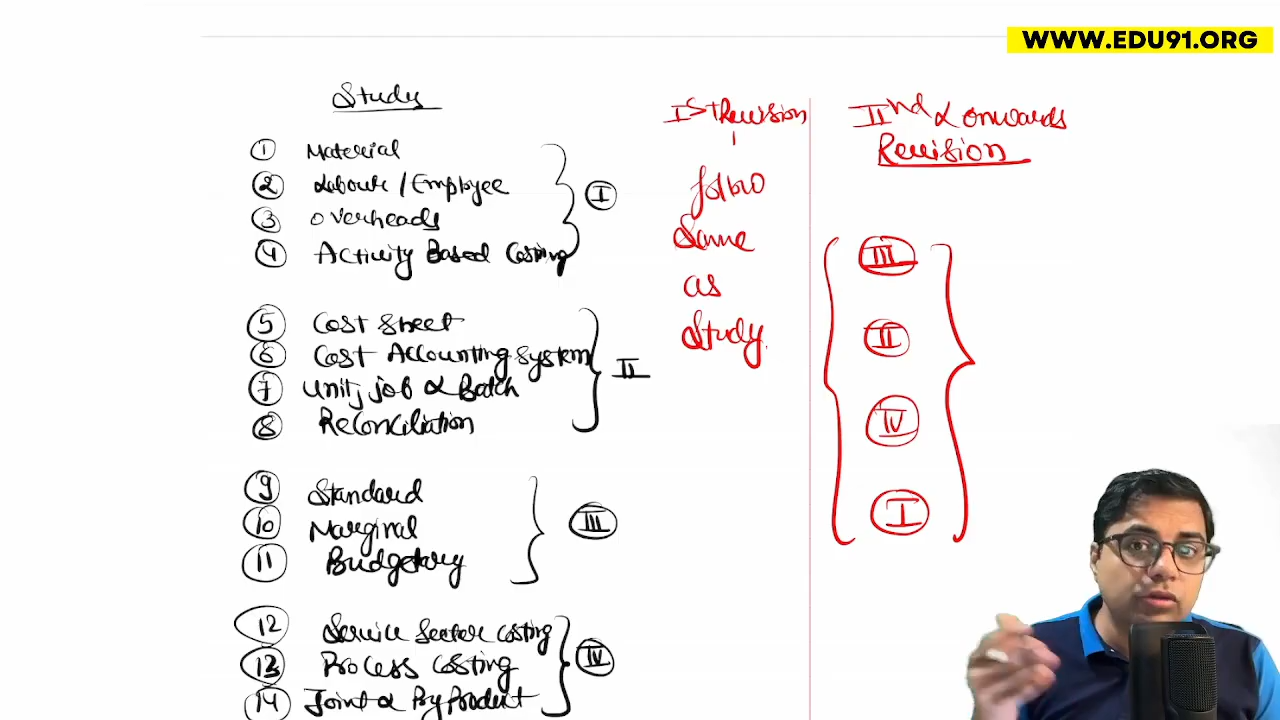 WWW.EDU91.ORG
Study
1 Material
2 Labour / Employee
3 overheads
4 Activity Based Costing
I
5 Cost Sheet
6 Cost Accounting System
7 Unit, job & Batch
8 Reconciliation
II
9 Standard
10 Marginal
11 Budgetary
III
12 Service Sector Costing
13 Process Costing
14 Joint & By Product
IV
Ist Revision
follow
Same
as
Study.
IInd & onwards
Revision
III
II
IV
I